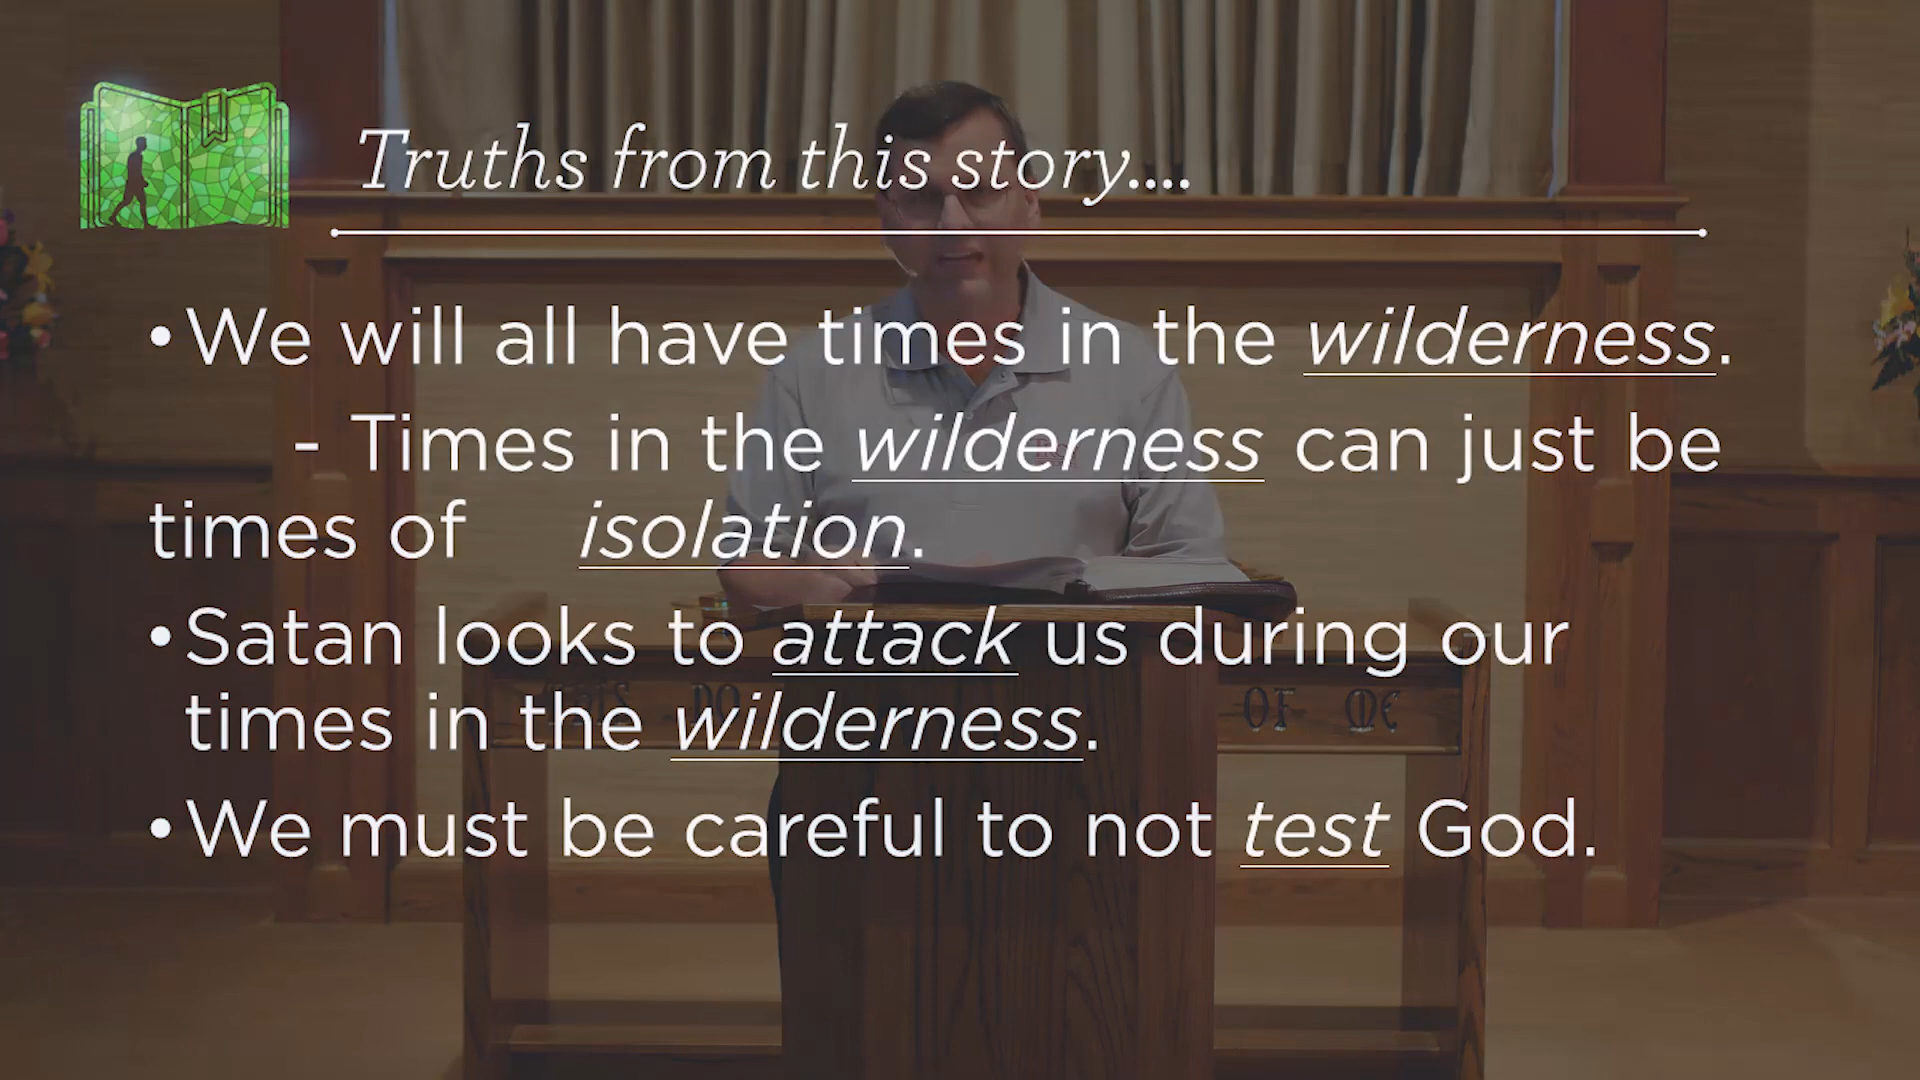 Truths from this story....
•We will all have times in the wilderness.
- Times in the wilderness can just be
times of isolation.
•Satan looks to attack us during our
times in the wilderness.
•We must be careful to not test God.
OF ME